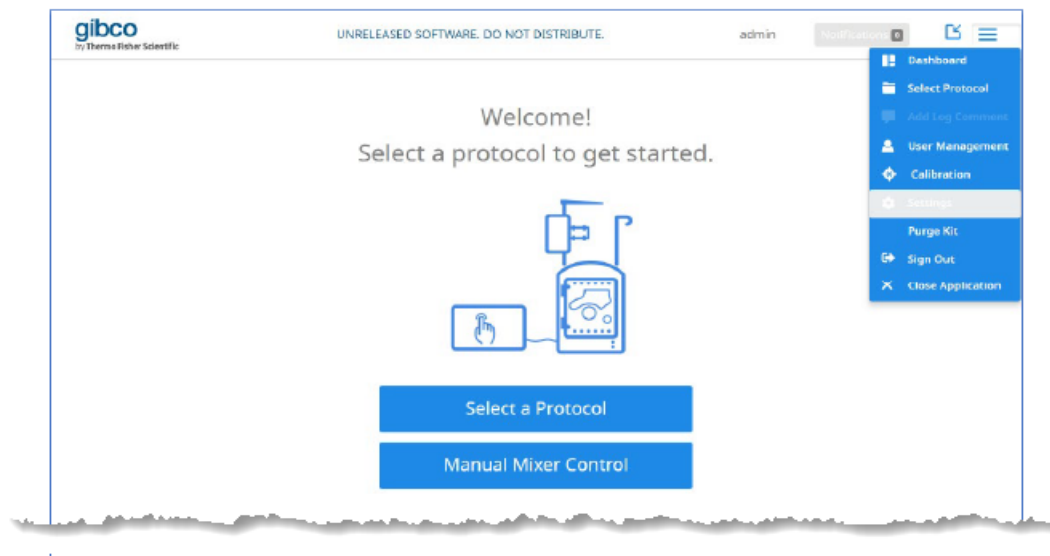 gibco
by Thermo Fisher Scientific
UNRELEASED SOFTWARE. DO NOT DISTRIBUTE.
admin
Notifications 0
Dashboard
Select Protocol
Add Log Comment
User Management
Calibration
Settings
Purge Kit
Sign Out
Close Application
Welcome!
Select a protocol to get started.
Select a Protocol
Manual Mixer Control